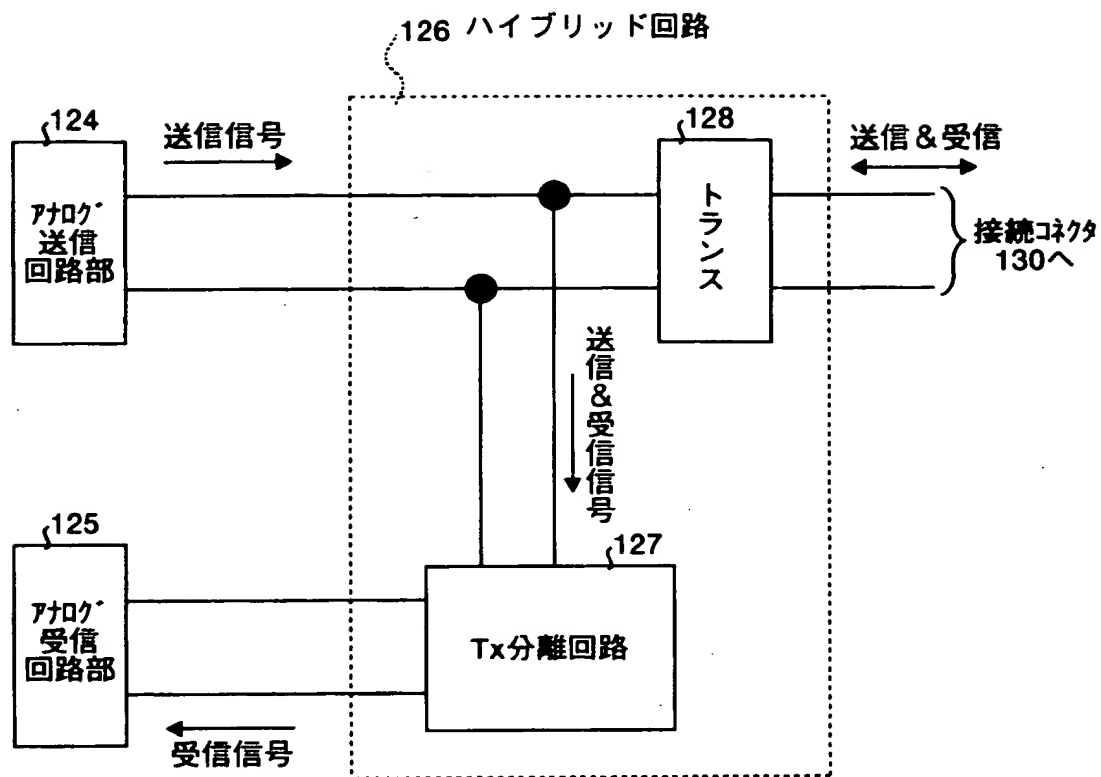 126 ハイブリッド回路
124
送信信号
128
送信&受信
アナログ
送信
回路部
トランス
接続コネクタ
130へ
送信&受信信号
125
127
アナログ
受信
回路部
Tx分離回路
受信信号